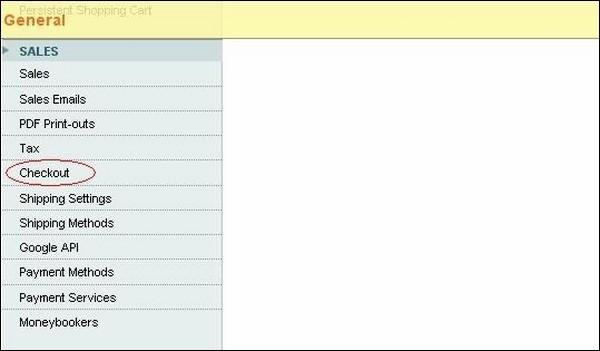 Persistent Shopping Cart
General
SALES
Sales
Sales Emails
PDF Print-outs
Tax
Checkout
Shipping Settings
Shipping Methods
Google API
Payment Methods
Payment Services
Moneybookers